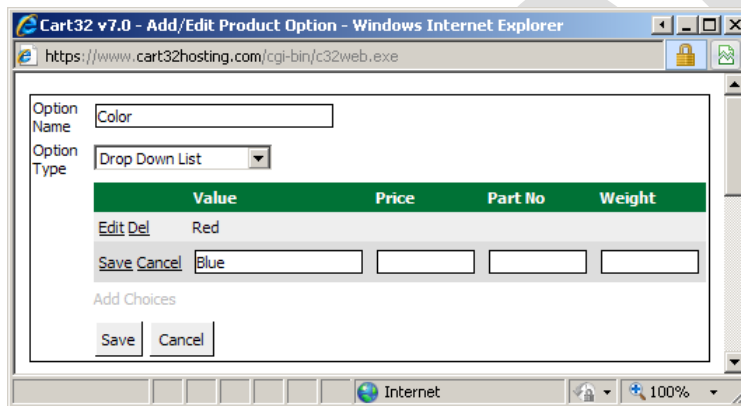 Cart32 v7.0 - Add/Edit Product Option - Windows Internet Explorer
https://www.cart32hosting.com/cgi-bin/c32web.exe
Option Name
Color
Option Type
Drop Down List
Value Price Part No Weight
Edit Del Red
Save Cancel Blue
Add Choices
Save Cancel
Internet 100%